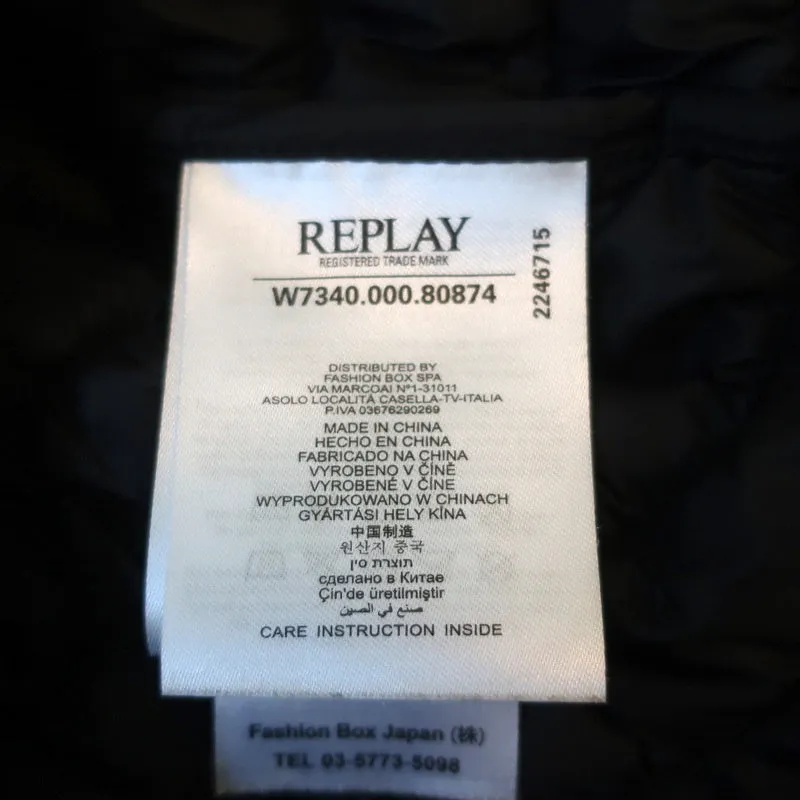 REPLAY
REGISTERED TRADE MARK
W7340.000.80874
2246715
DISTRIBUTED BY
FASHION BOX SPA
VIA MARCOAI N°1-31011
ASOLO LOCALITÀ CASELLA-TV-ITALIA
P.IVA 03676290269
MADE IN CHINA
HECHO EN CHINA
FABRICADO NA CHINA
VYROBENO V ČÍNĚ
VYROBENÉ V ČÍNE
WYPRODUKOWANO W CHINACH
GYÁRTÁSI HELY KÍNA
中国制造
원산지 중국
תוצרת סין
сделано в Китае
Çin'de üretilmiştir
صنع في الصين
CARE INSTRUCTION INSIDE
Fashion Box Japan (株)
TEL 03-5773-5098